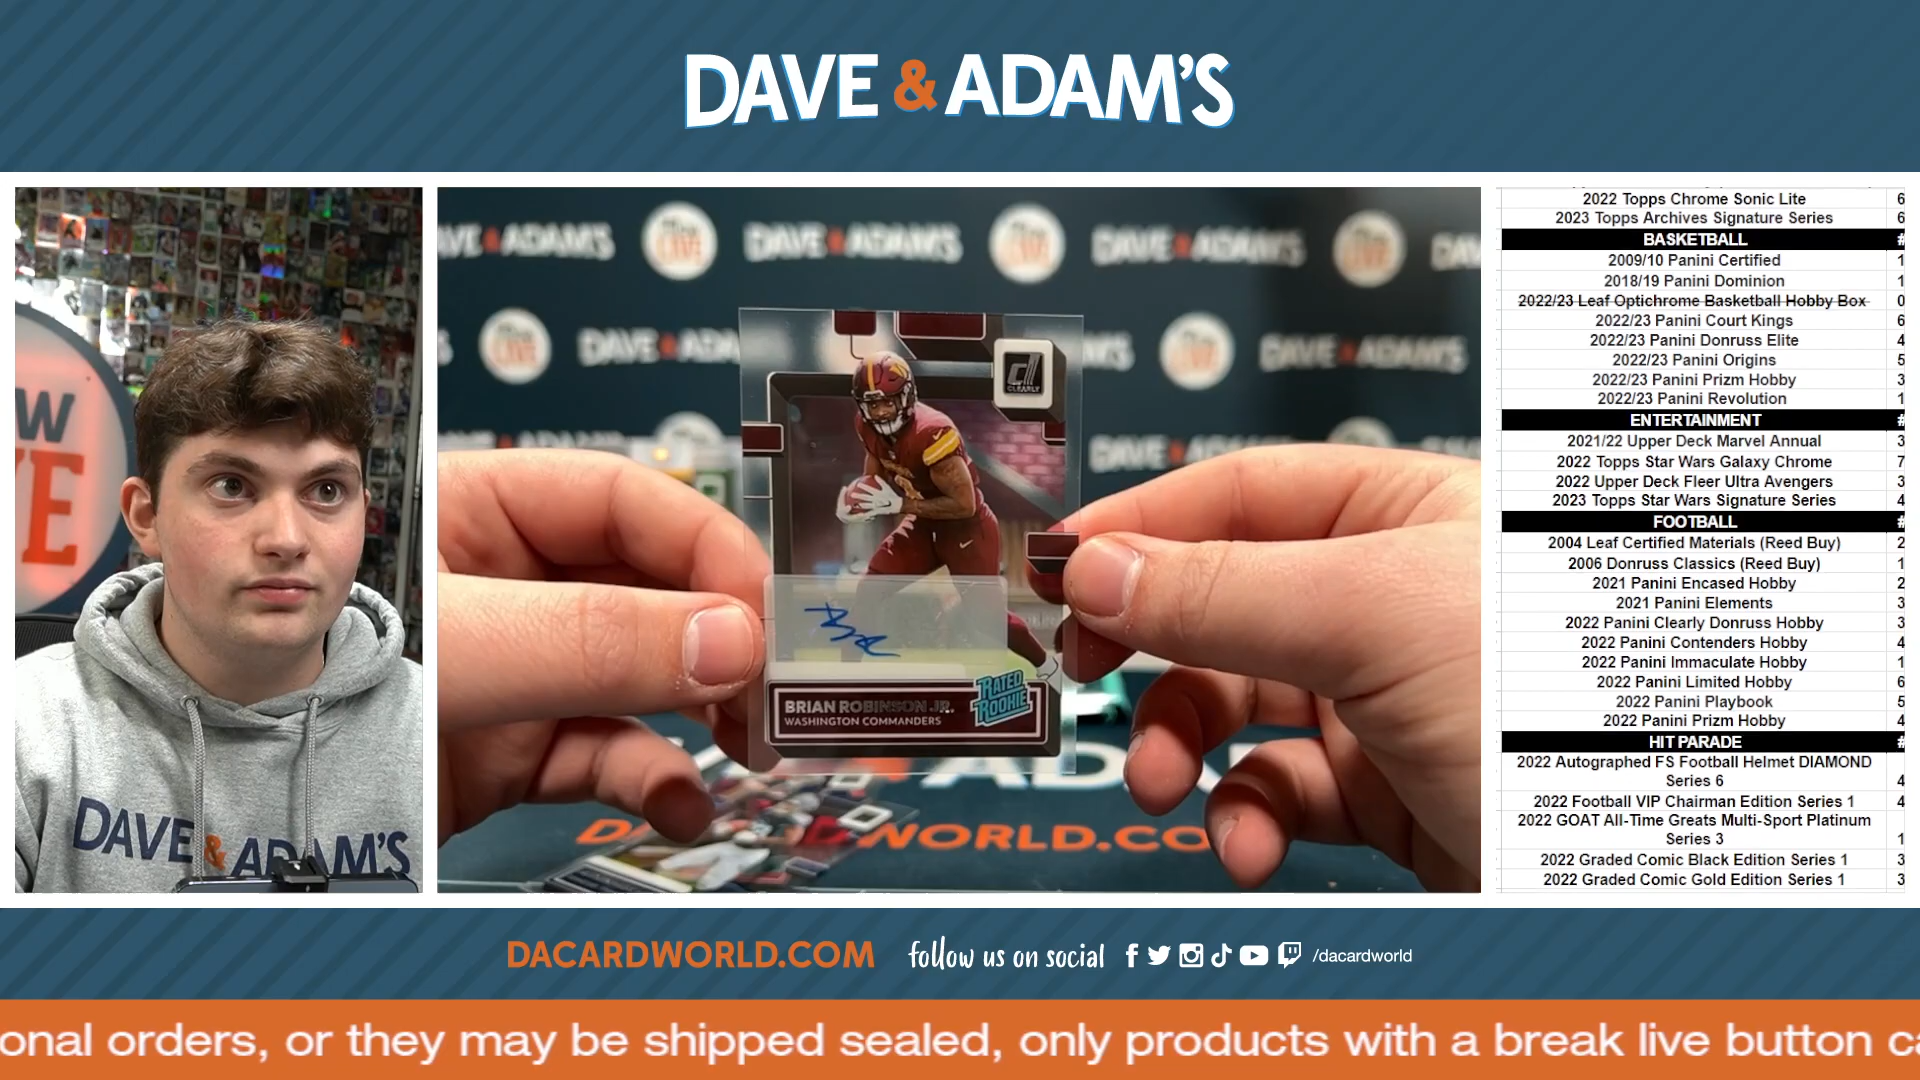 DAVE & ADAM'S
DAVE & ADAM'S
2022 Topps Chrome Sonic Lite 6
2023 Topps Archives Signature Series 6
BASKETBALL #
2009/10 Panini Certified 1
2018/19 Panini Dominion 1
2022/23 Leaf Optichrome Basketball Hobby Box 0
2022/23 Panini Court Kings 6
2022/23 Panini Donruss Elite 4
2022/23 Panini Origins 5
2022/23 Panini Prizm Hobby 3
2022/23 Panini Revolution 1
ENTERTAINMENT #
2021/22 Upper Deck Marvel Annual 3
2022 Topps Star Wars Galaxy Chrome 7
2022 Upper Deck Fleer Ultra Avengers 3
2023 Topps Star Wars Signature Series 4
FOOTBALL #
2004 Leaf Certified Materials (Reed Buy) 2
2006 Donruss Classics (Reed Buy) 1
2021 Panini Encased Hobby 2
2021 Panini Elements 3
2022 Panini Clearly Donruss Hobby 3
2022 Panini Contenders Hobby 4
2022 Panini Immaculate Hobby 1
2022 Panini Limited Hobby 6
2022 Panini Playbook 5
2022 Panini Prizm Hobby 4
HIT PARADE #
2022 Autographed FS Football Helmet DIAMOND
Series 6 4
2022 Football VIP Chairman Edition Series 1 4
2022 GOAT All-Time Greats Multi-Sport Platinum
Series 3 1
2022 Graded Comic Black Edition Series 1 3
2022 Graded Comic Gold Edition Series 1 3
DAVE & ADAM'S
DAVE & ADAM'S
CLEARLY
RATED
ROOKIE
BRIAN ROBINSON JR.
WASHINGTON COMMANDERS
DACARDWORLD.COM follow us on social /dacardworld
onal orders, or they may be shipped sealed, only products with a break live button ca